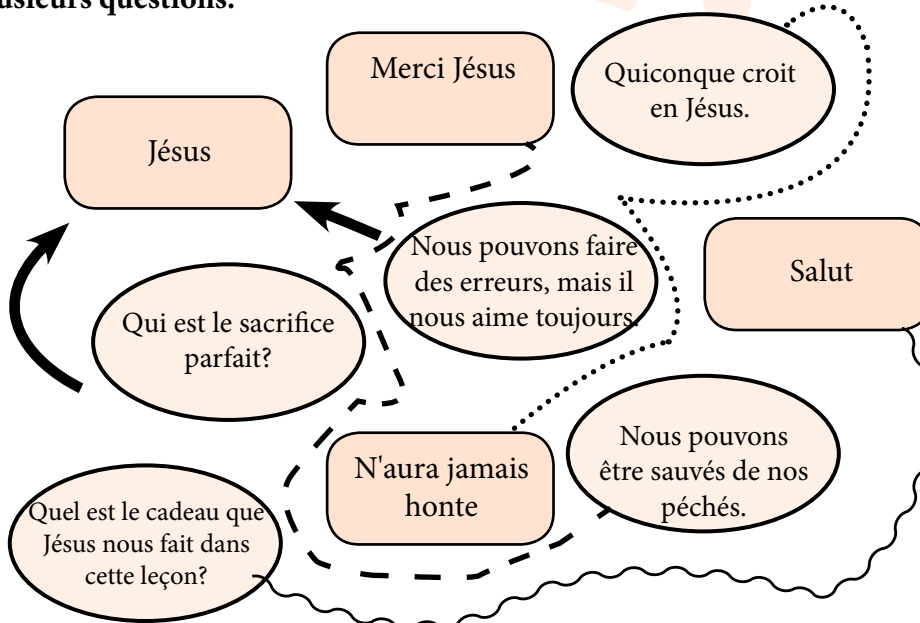 plusieurs questions.
Merci Jésus
Quiconque croit
en Jésus.
Jésus
Nous pouvons faire
des erreurs, mais il
nous aime toujours.
Salut
Qui est le sacrifice
parfait?
Nous pouvons
être sauvés de nos
péchés.
N'aura jamais
honte
Quel est le cadeau que
Jésus nous fait dans
cette leçon?